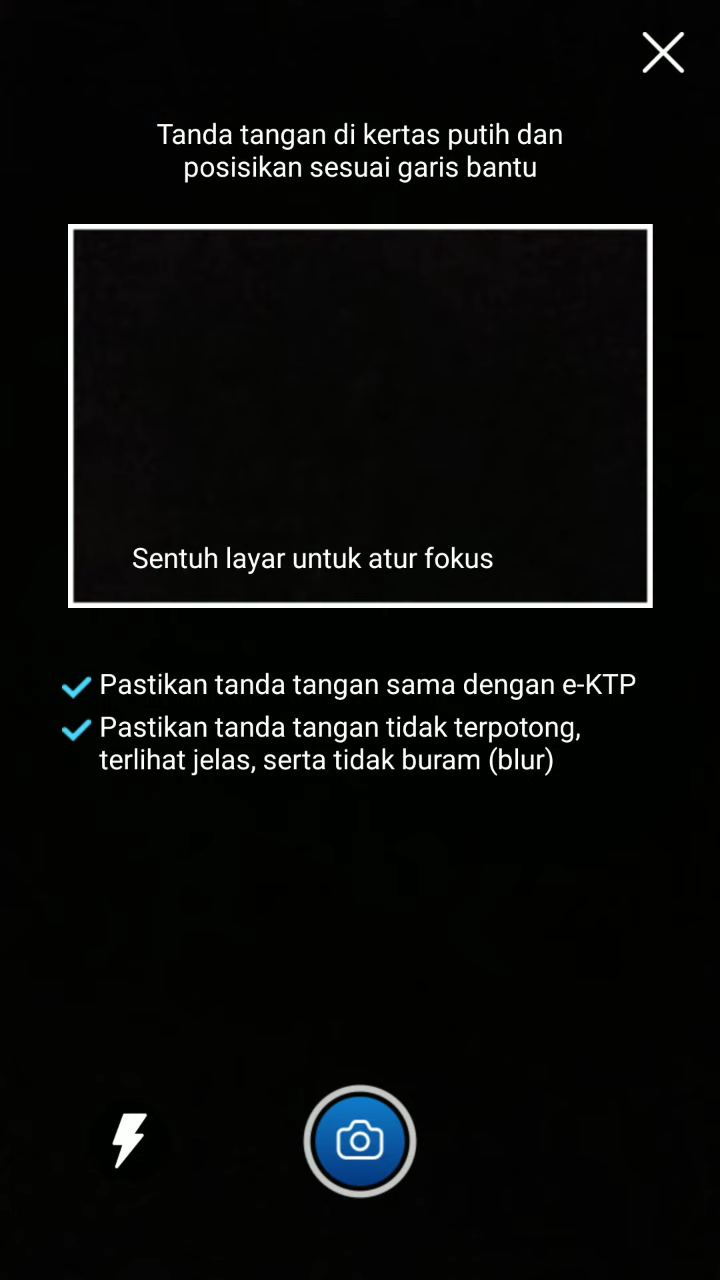 Tanda tangan di kertas putih dan
posisikan sesuai garis bantu
Sentuh layar untuk atur fokus
Pastikan tanda tangan sama dengan e-KTP
Pastikan tanda tangan tidak terpotong,
terlihat jelas, serta tidak buram (blur)